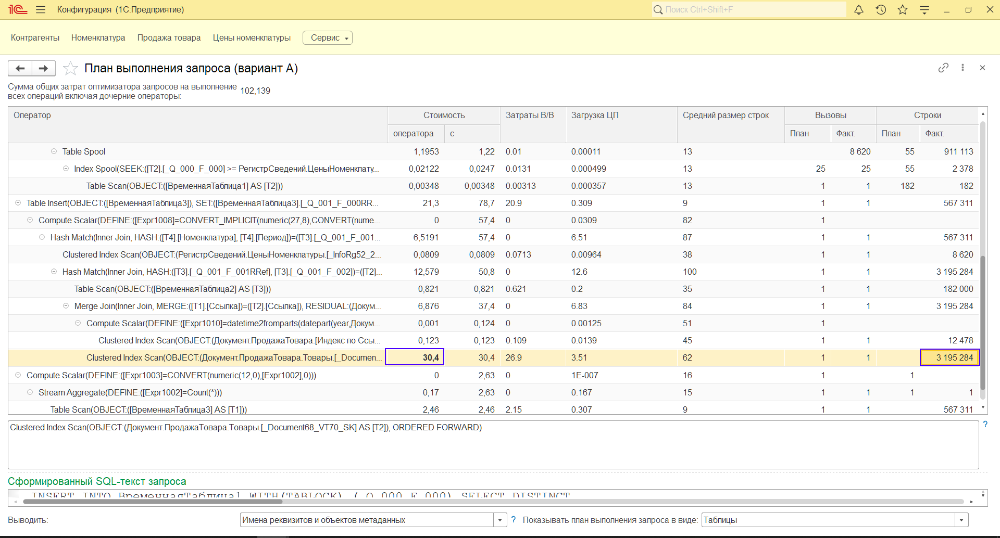 1С Конфигурация (1С:Предприятие) Поиск Ctrl+Shift+F
Контрагенты Номенклатура Продажа товара Цены номенклатуры Сервис
План выполнения запроса (вариант А)
Сумма общих затрат оптимизатора запросов на выполнение
всех операций включая дочерние операторы: 102,139
Оператор Стоимость Затраты В/В Загрузка ЦП Средний размер строк Вызовы Строки
оператора с План Факт. План Факт.
Table Spool 1,1953 1,22 0.01 0.00011 13 8 620 55 911 113
Index Spool(SEEK:([T2].[_Q_000_F_000] >= РегистрСведений.ЦеныНоменклату... 0,02122 0,0247 0.0131 0.000499 13 25 25 55 2 378
Table Scan(OBJECT:([ВременнаяТаблица1] AS [T2])) 0,00348 0,00348 0.00313 0.000357 13 1 1 182 182
Table Insert(OBJECT:([ВременнаяТаблица3]), SET:([ВременнаяТаблица3].[_Q_001_F_000RR... 21,3 78,7 20.9 0.309 9 1 1 567 311
Compute Scalar(DEFINE:([Expr1008]=CONVERT_IMPLICIT(numeric(27,8),CONVERT(nume... 0 57,4 0 0.0309 82 1
Hash Match(Inner Join, HASH:([T4].[Номенклатура], [T4].[Период])=([T3].[_Q_001_F_001... 6,5191 57,4 0 6.51 87 1 1 567 311
Clustered Index Scan(OBJECT:(РегистрСведений.ЦеныНоменклатуры.[_InfoRg52_2... 0,0809 0,0809 0.0713 0.00964 38 1 1 8 620
Hash Match(Inner Join, HASH:([T3].[_Q_001_F_001RRef], [T3].[_Q_001_F_002])=([T2]... 12,579 50,8 0 12.6 100 1 1 3 195 284
Table Scan(OBJECT:([ВременнаяТаблица2] AS [T3])) 0,821 0,821 0.621 0.2 35 1 1 182 000
Merge Join(Inner Join, MERGE:([T1].[Ссылка])=([T2].[Ссылка]), RESIDUAL:(Докум... 6,876 37,4 0 6.83 84 1 1 3 195 284
Compute Scalar(DEFINE:([Expr1010]=datetime2fromparts(datepart(year,Докум... 0,001 0,124 0 0.00125 51 1
Clustered Index Scan(OBJECT:(Документ.ПродажаТовара.[Индекс по Ссы... 0,123 0,123 0.109 0.0139 45 1 1 12 478
Clustered Index Scan(OBJECT:(Документ.ПродажаТовара.Товары.[_Documen... 30,4 30,4 26.9 3.51 62 1 1 3 195 284
Compute Scalar(DEFINE:([Expr1003]=CONVERT(numeric(12,0),[Expr1002],0))) 0 2,63 0 1E-007 16 1 1
Stream Aggregate(DEFINE:([Expr1002]=Count(*))) 0,17 2,63 0 0.167 15 1 1 1 1
Table Scan(OBJECT:([ВременнаяТаблица3] AS [T1])) 2,46 2,46 2.15 0.307 9 1 1 567 311
Clustered Index Scan(OBJECT:(Документ.ПродажаТовара.Товары.[_Document68_VT70_SK] AS [T2]), ORDERED FORWARD) ?
Сформированный SQL-текст запроса
INSERT INTO ВременнаяТаблица1 WITH(TABLOCK) (_Q_000_F_000) SELECT DISTINCT
Выводить: Имена реквизитов и объектов метаданных ? Показывать план выполнения запроса в виде: Таблицы